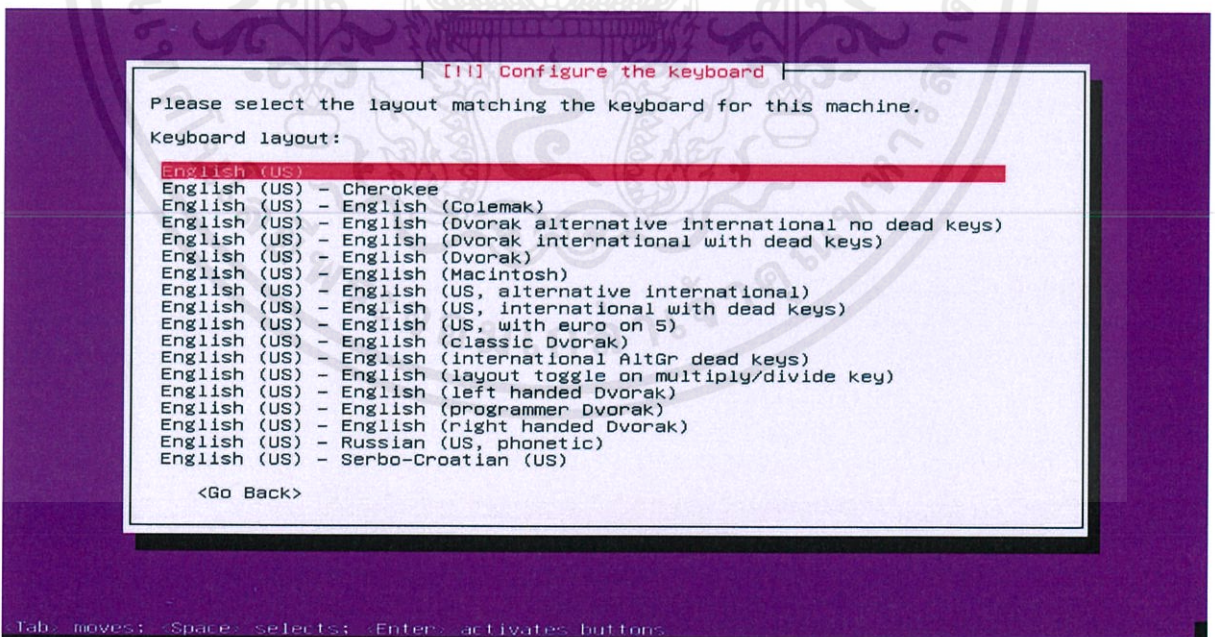 [!!] Configure the keyboard
Please select the layout matching the keyboard for this machine.
Keyboard layout:
English (US)
English (US) - Cherokee
English (US) - English (Colemak)
English (US) - English (Dvorak alternative international no dead keys)
English (US) - English (Dvorak international with dead keys)
English (US) - English (Dvorak)
English (US) - English (Macintosh)
English (US) - English (US, alternative international)
English (US) - English (US, international with dead keys)
English (US) - English (US, with euro on 5)
English (US) - English (classic Dvorak)
English (US) - English (international AltGr dead keys)
English (US) - English (layout toggle on multiply/divide key)
English (US) - English (left handed Dvorak)
English (US) - English (programmer Dvorak)
English (US) - English (right handed Dvorak)
English (US) - Russian (US, phonetic)
English (US) - Serbo-Croatian (US)
<Go Back>
<Tab> moves; <Space> selects; <Enter> activates buttons